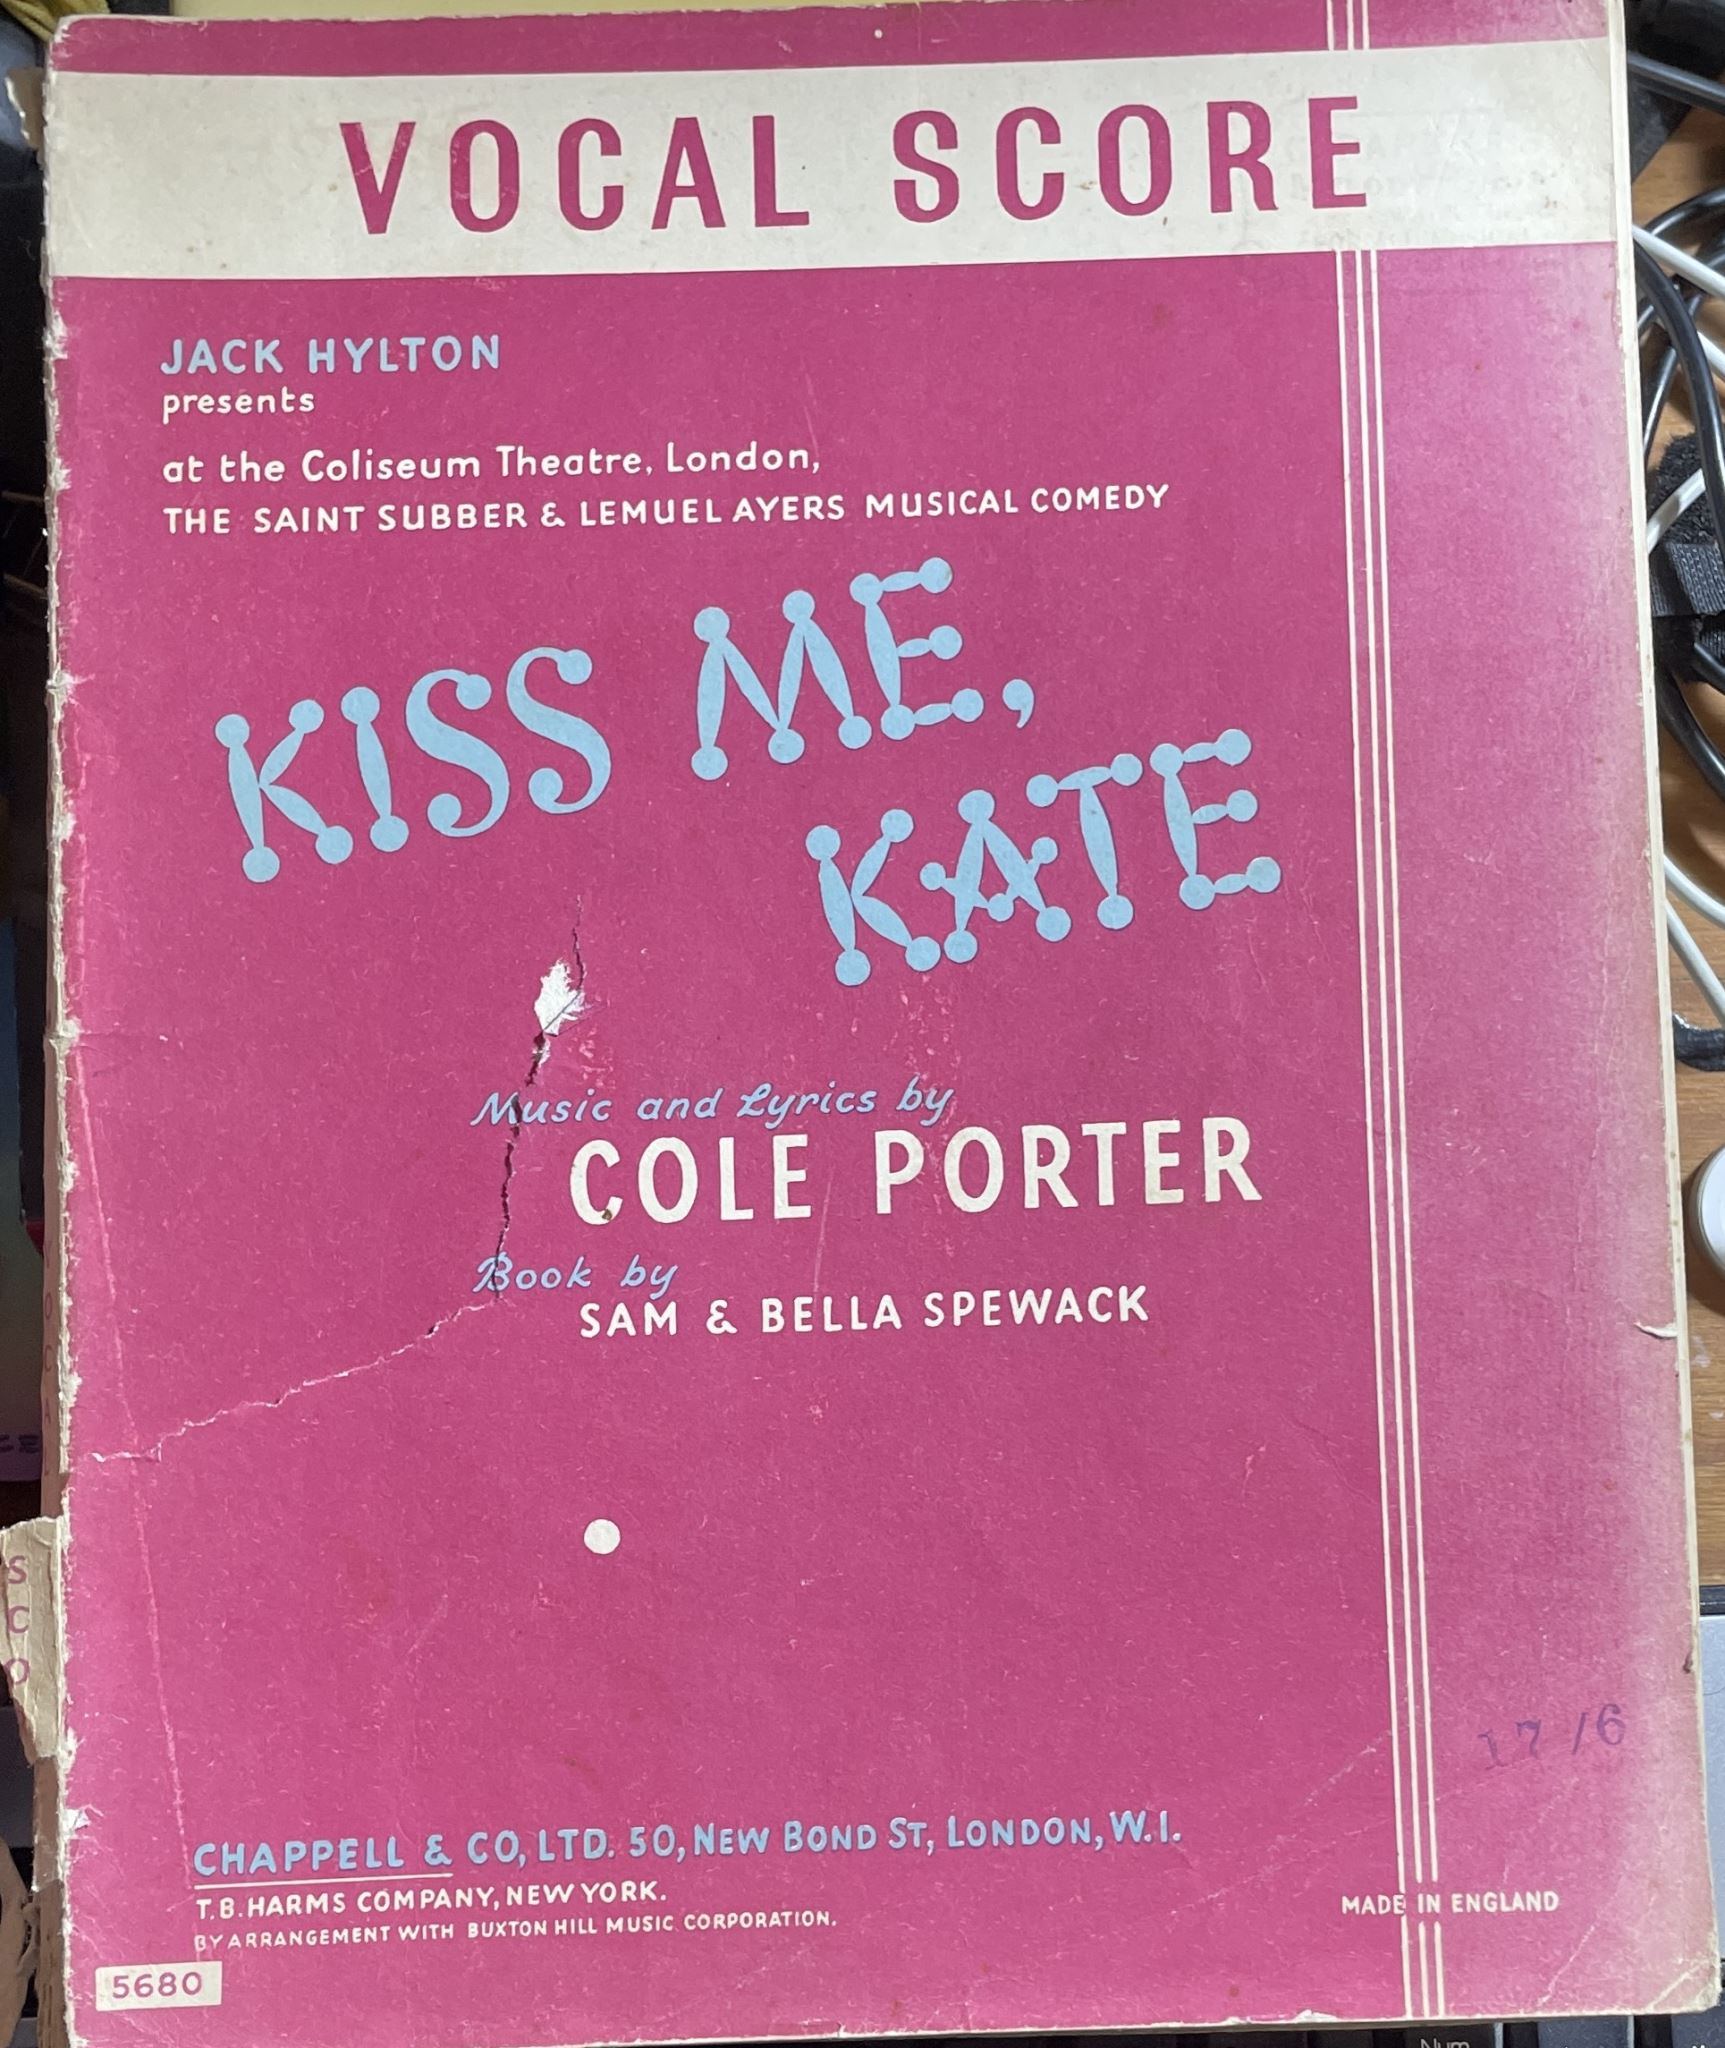 VOCAL SCORE
JACK HYLTON
presents
at the Coliseum Theatre, London,
THE SAINT SUBBER & LEMUEL AYERS MUSICAL COMEDY
KISS ME,
KATE
Music and Lyrics by
COLE PORTER
Book by
SAM & BELLA SPEWACK
17/6
CHAPPELL & CO, LTD. 50, NEW BOND ST, LONDON, W.1.
T.B. HARMS COMPANY, NEW YORK.
BY ARRANGEMENT WITH BUXTON HILL MUSIC CORPORATION.
MADE IN ENGLAND
5680
S
C
O
Num